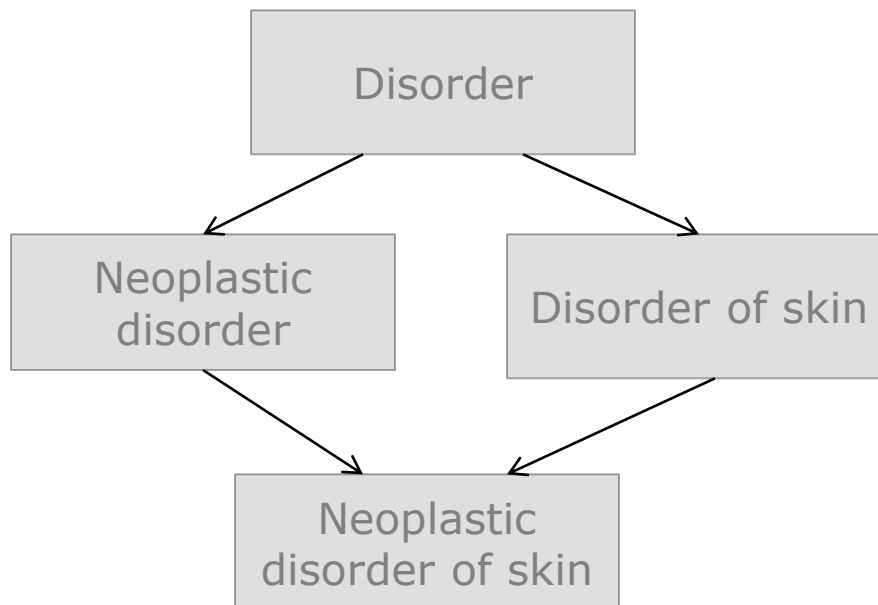 Disorder
Neoplastic
disorder
Disorder of skin
Neoplastic
disorder of skin